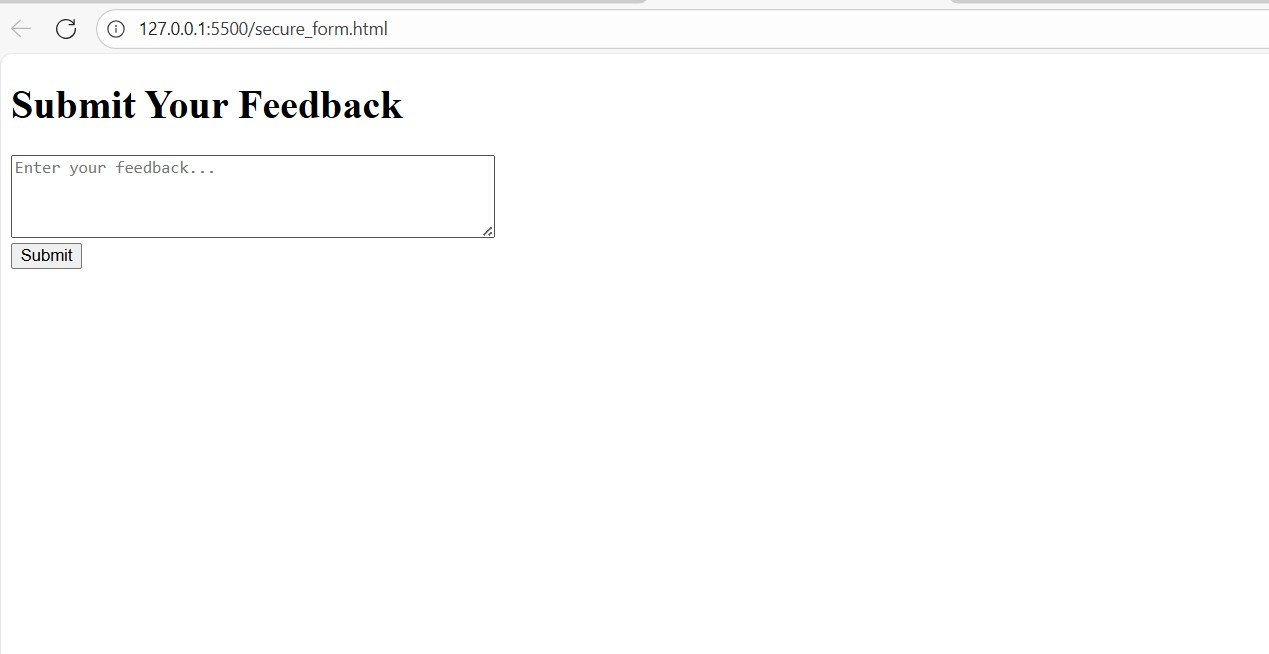 127.0.0.1:5500/secure_form.html
Submit Your Feedback
Enter your feedback...
Submit